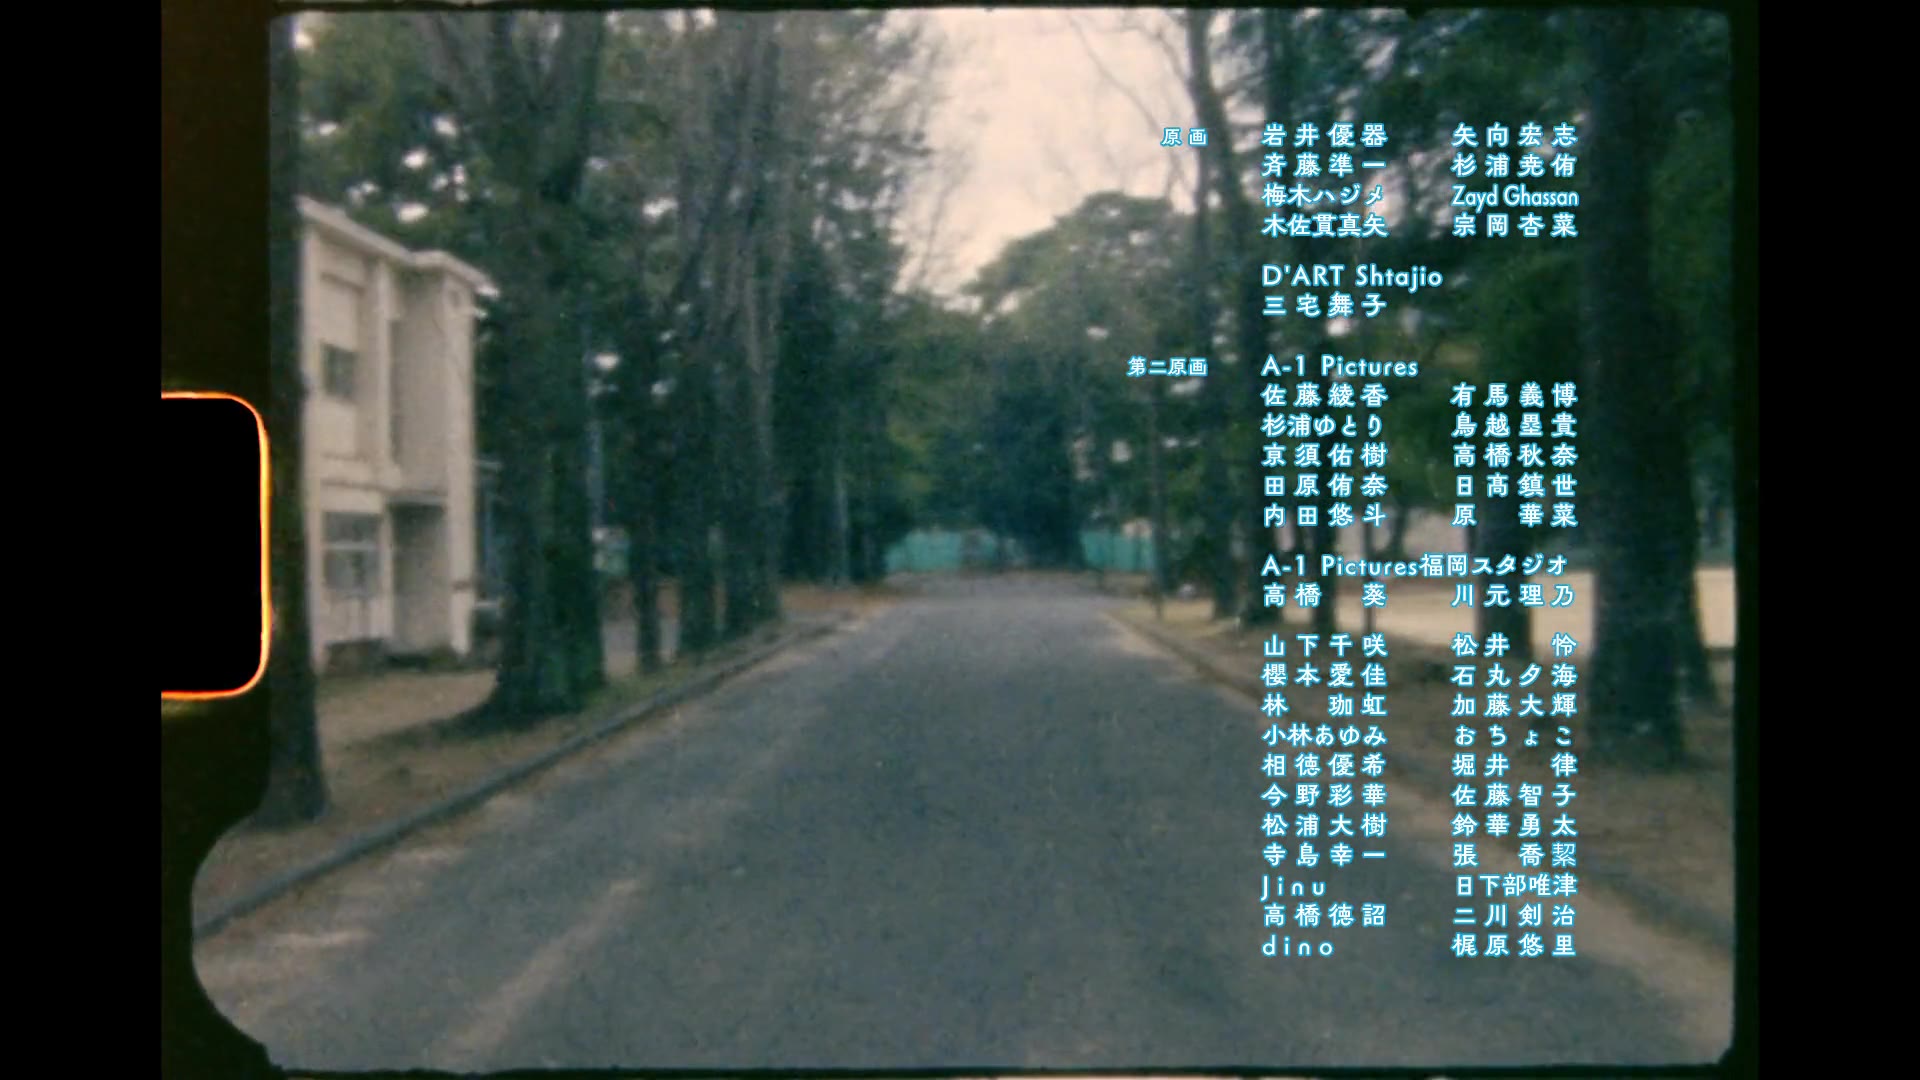 原画
岩井優器 矢向宏志
斉藤準一 杉浦尭侑
梅木ハジメ Zayd Ghassan
木佐貫真矢 宗岡杏菜
D'ART Shtajio
三宅舞子
第二原画
A-1 Pictures
佐藤綾香 有馬義博
杉浦ゆとり 鳥越塁貴
京須佑樹 高橋秋奈
田原侑奈 日髙鎮世
内田悠斗 原華菜
A-1 Pictures福岡スタジオ
高橋葵 川元理乃
山下千咲 松井怜
櫻本愛佳 石丸夕海
林珈虹 加藤大輝
小林あゆみ おちょこ
相徳優希 堀井律
今野彩華 佐藤智子
松浦大樹 鈴華勇太
寺島幸一 張喬絜
Jinu 日下部唯津
高橋徳詔 二川剣治
dino 梶原悠里